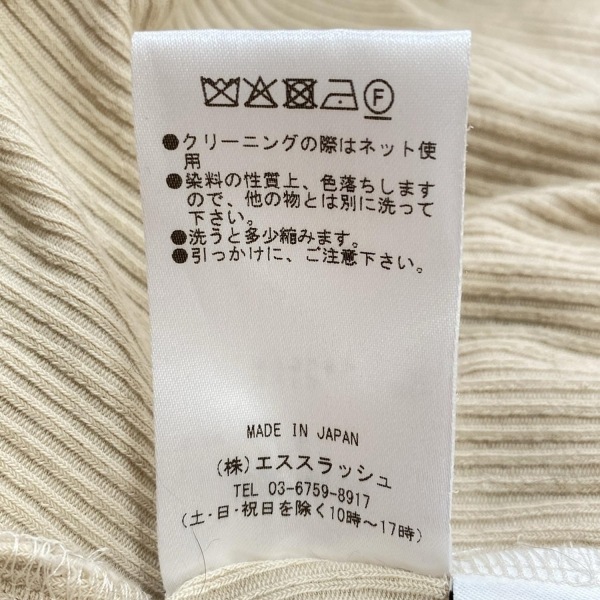 F
●クリーニングの際はネット使
用
●染料の性質上、色落ちします
ので、他の物とは別に洗って
下さい。
●洗うと多少縮みます。
●引っかけに、ご注意下さい。
MADE IN JAPAN
(株)エススラッシュ
TEL 03-6759-8917
(土・日・祝日を除く10時～17時)